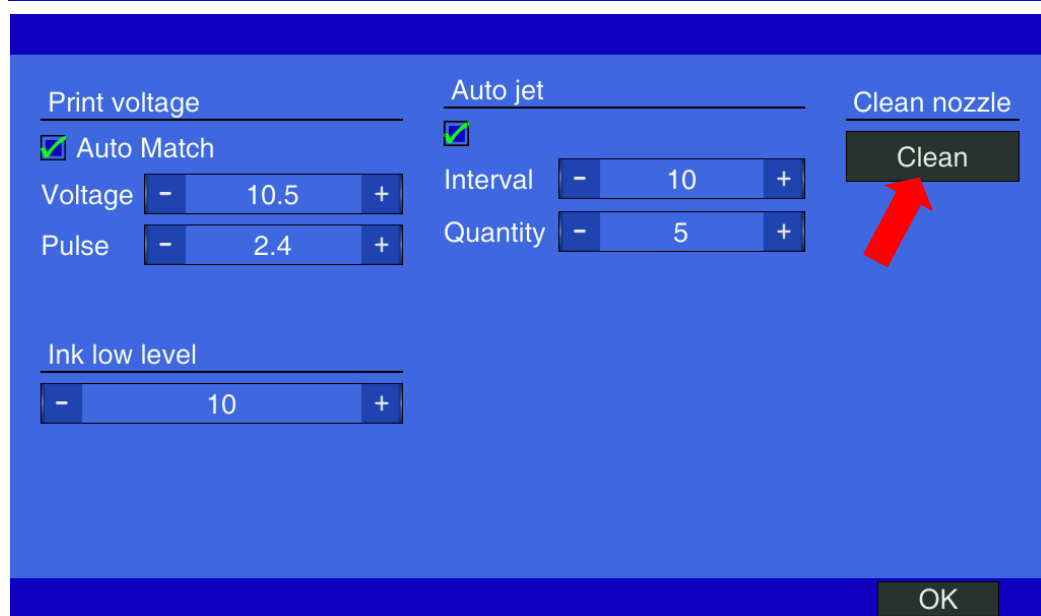 Print voltage
Auto Match
Voltage - 10.5 +
Pulse - 2.4 +
Ink low level
- 10 +
Auto jet
Interval - 10 +
Quantity - 5 +
Clean nozzle
Clean
OK